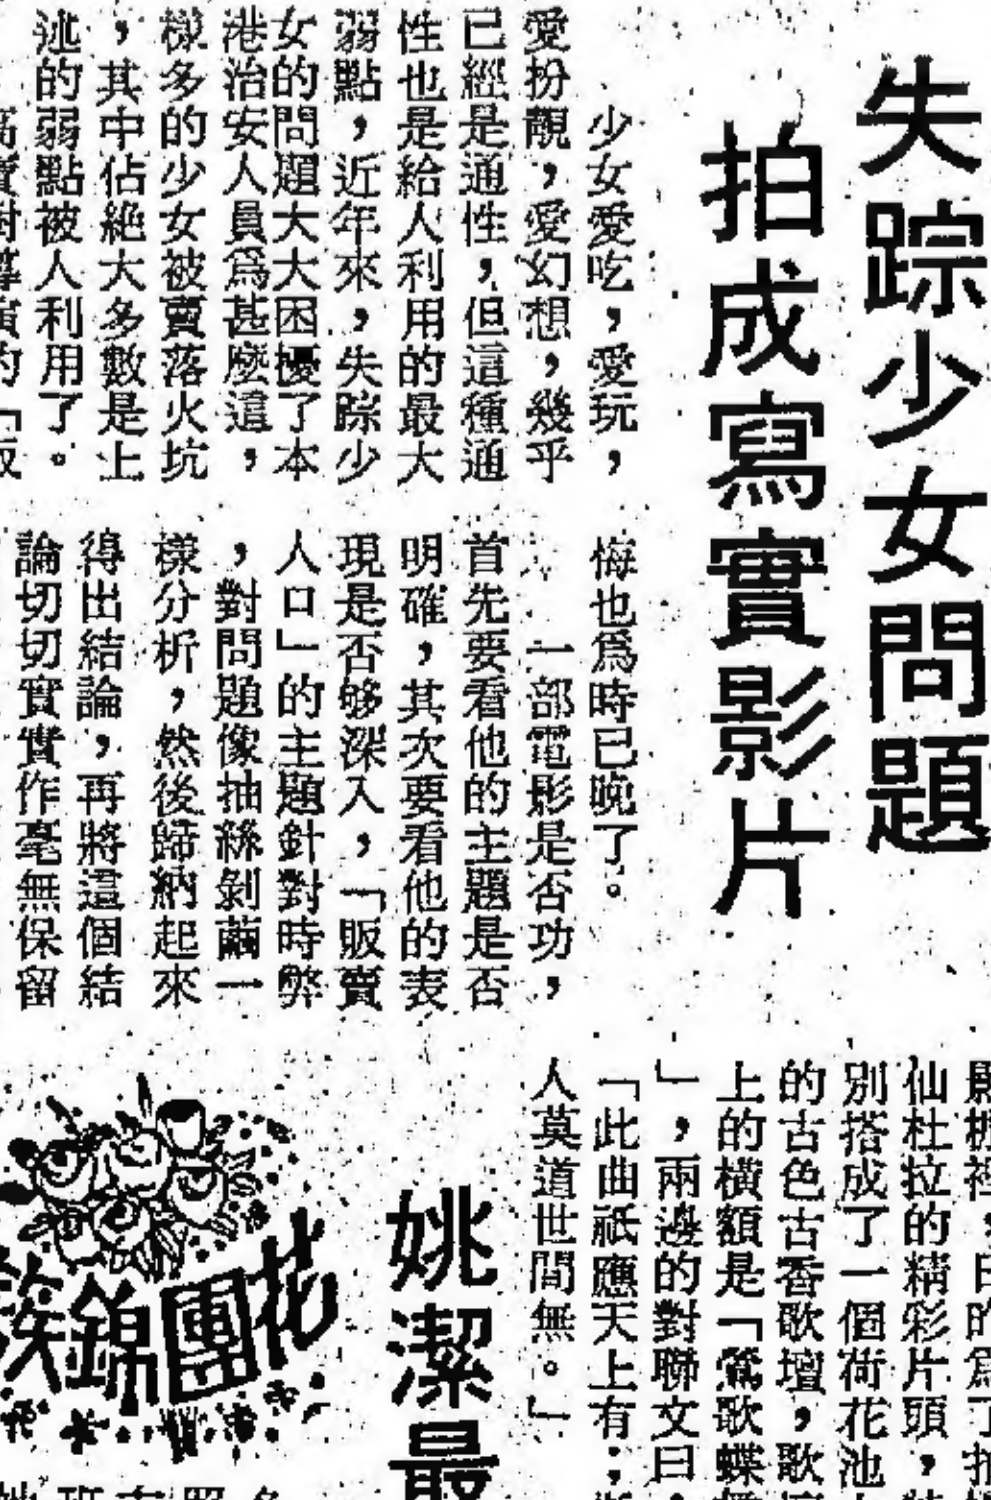 失踪少女問題
拍成寫實影片
少女愛吃，愛玩，
愛扮靚，愛幻想，幾乎
已經是通性，但這種通
性也是給人利用的最大
弱點，近年來，失踪少
女的問題大大困擾了本
港治安人員爲甚麽這，
樣多的少女被賣落火坑
，其中佔絕大多數是上
述的弱點被人利用了。
悔也爲時已晚了。
一部電影是否功，
首先要看他的主題是否
明確，其次要看他的表
現是否够深入，「販賣
人口」的主題針對時弊
，對問題像抽絲剝繭一
樣分析，然後歸納起來
得出結論，再將這個結
論切切實實作毫無保留
仙杜拉的精彩片頭，
別搭成了一個荷花池
的古色古香歌壇，歌
上的橫額是「鶯歌蝶
」，兩邊的對聯文曰
「此曲祇應天上有；
人莫道世間無。」
姚潔最
花團錦簇